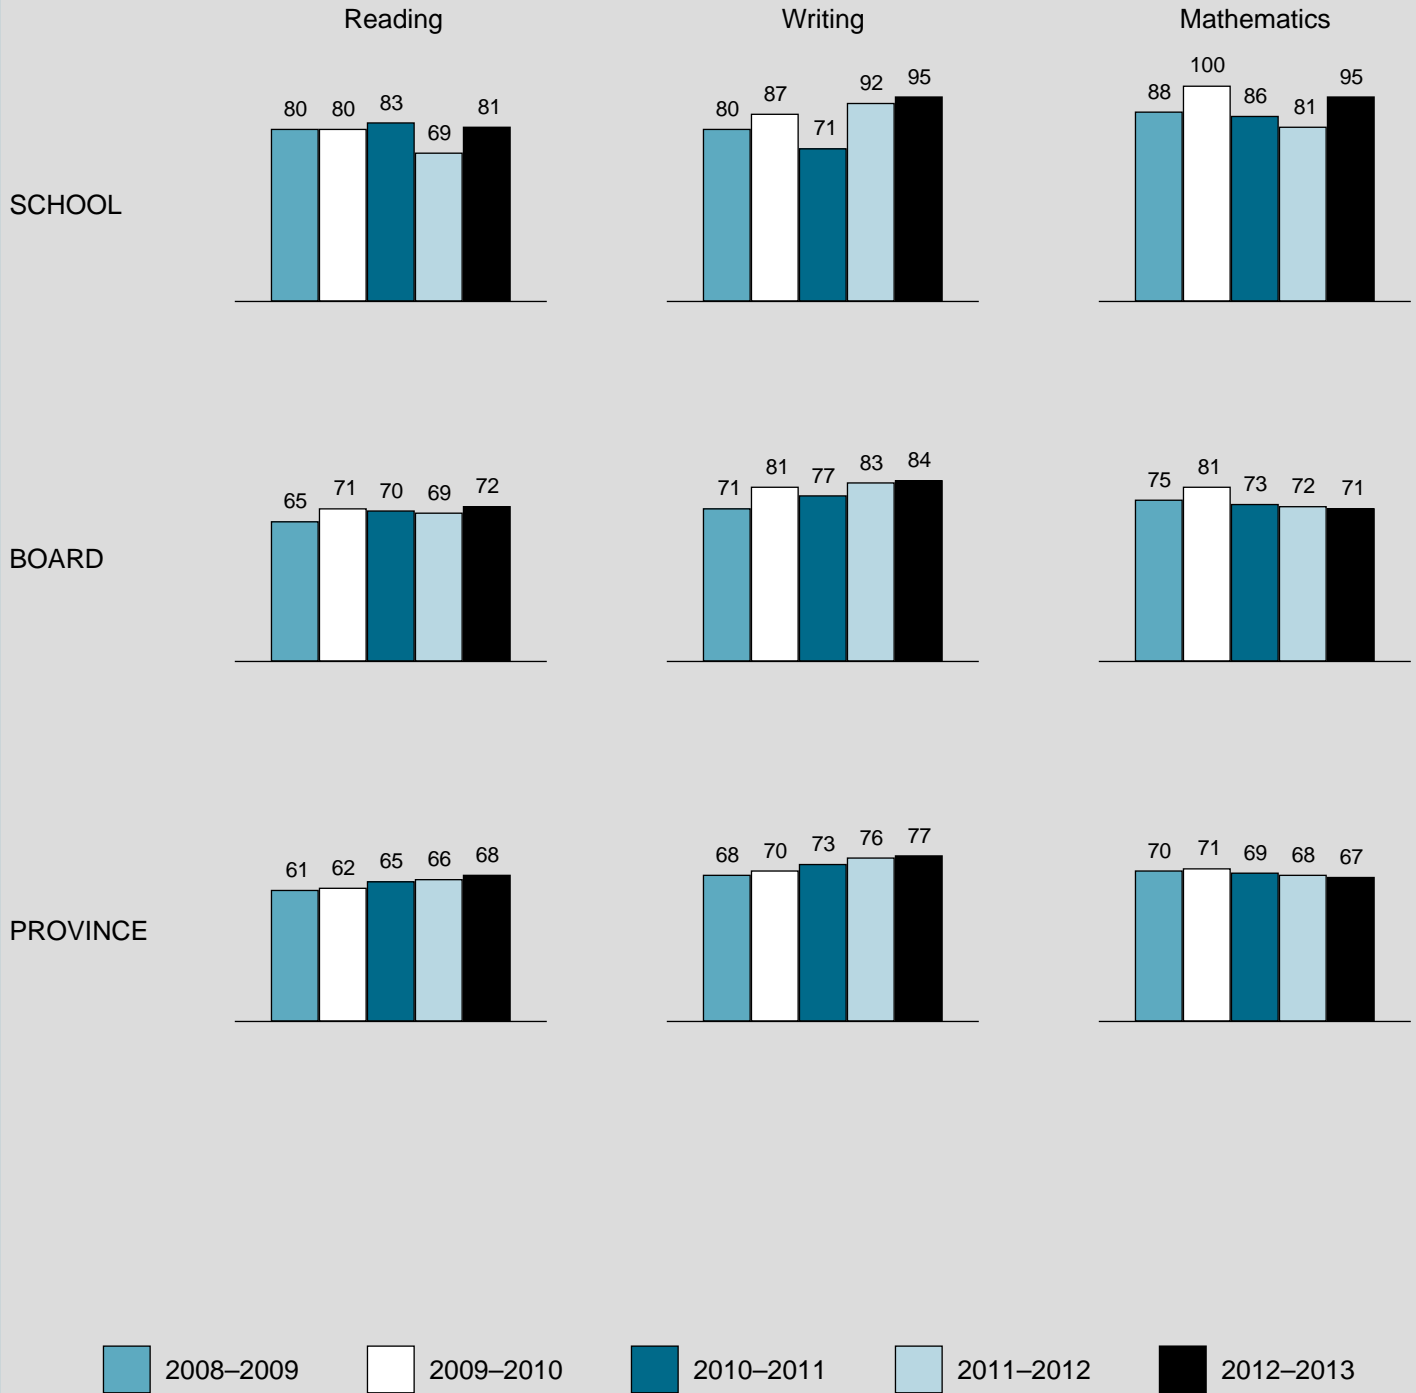 Reading Writing Mathematics
SCHOOL
80 80 83 69 81
80 87 71 92 95
88 100 86 81 95
BOARD
65 71 70 69 72
71 81 77 83 84
75 81 73 72 71
PROVINCE
61 62 65 66 68
68 70 73 76 77
70 71 69 68 67
2008–2009 2009–2010 2010–2011 2011–2012 2012–2013